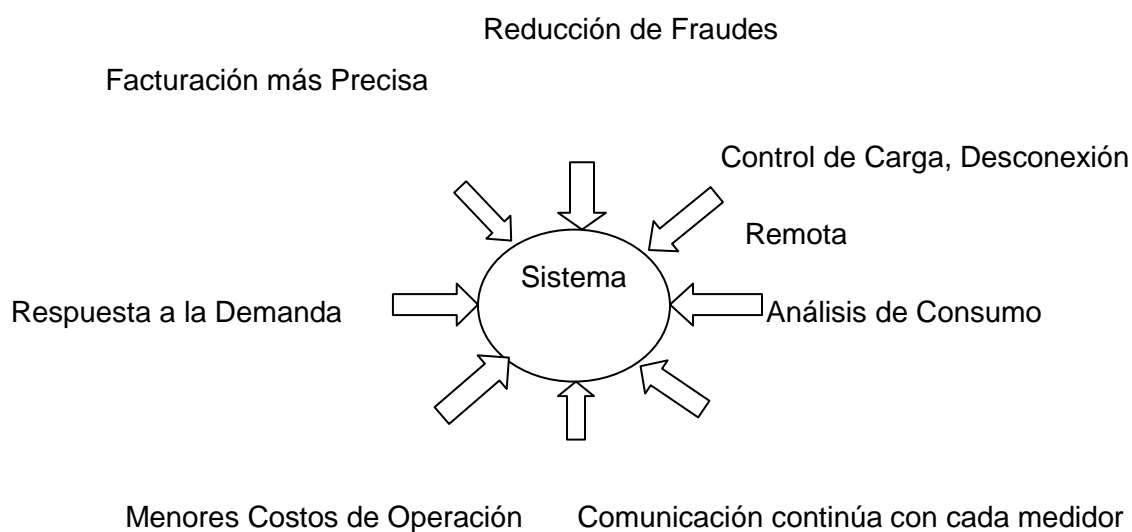 Reducción de Fraudes
Facturación más Precisa
Control de Carga, Desconexión
Remota
Sistema
Respuesta a la Demanda
Análisis de Consumo
Menores Costos de Operación
Comunicación continúa con cada medidor